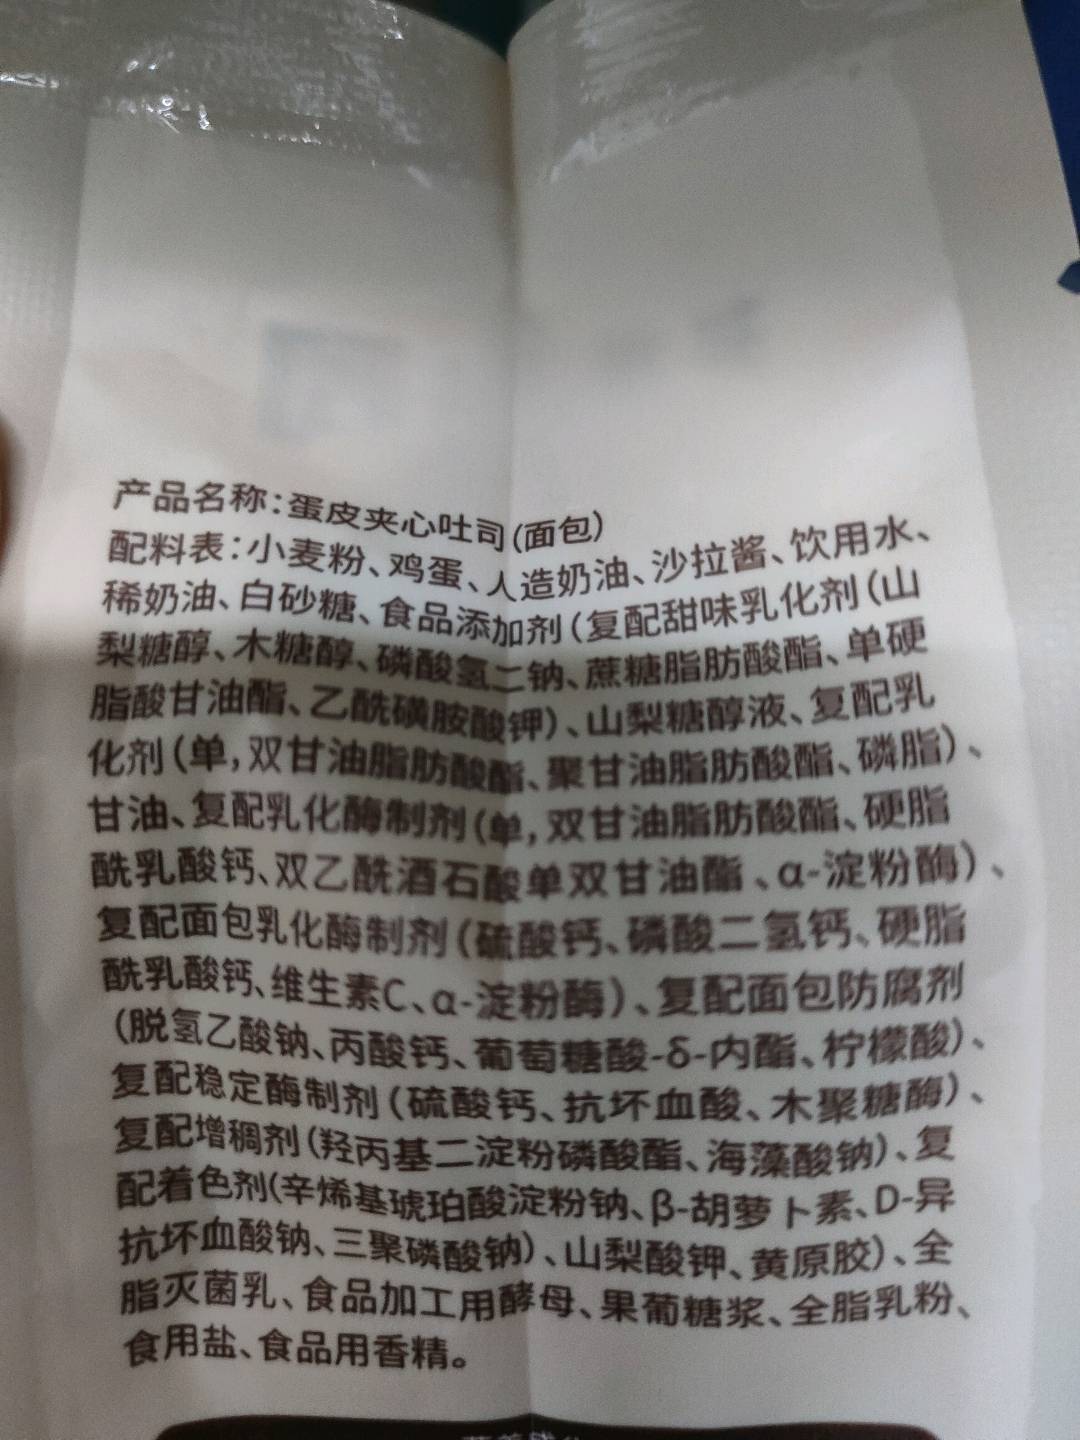 产品名称:蛋皮夹心吐司(面包)
配料表:小麦粉、鸡蛋、人造奶油、沙拉酱、饮用水、
稀奶油、白砂糖、食品添加剂(复配甜味乳化剂(山
梨糖醇、木糖醇、磷酸氢二钠、蔗糖脂肪酸酯、单硬
脂酸甘油酯、乙酰磺胺酸钾)、山梨糖醇液、复配乳
化剂(单,双甘油脂肪酸酯、聚甘油脂肪酸酯、磷脂)、
甘油、复配乳化酶制剂(单,双甘油脂肪酸酯、硬脂
酰乳酸钙、双乙酰酒石酸单双甘油酯、α-淀粉酶)、
复配面包乳化酶制剂(硫酸钙、磷酸二氢钙、硬脂
酰乳酸钙、维生素C、α-淀粉酶)、复配面包防腐剂
(脱氢乙酸钠、丙酸钙、葡萄糖酸-δ-内酯、柠檬酸)、
复配稳定酶制剂(硫酸钙、抗坏血酸、木聚糖酶)、
复配增稠剂(羟丙基二淀粉磷酸酯、海藻酸钠)、复
配着色剂(辛烯基琥珀酸淀粉钠、β-胡萝卜素、D-异
抗坏血酸钠、三聚磷酸钠)、山梨酸钾、黄原胶)、全
脂灭菌乳、食品加工用酵母、果葡糖浆、全脂乳粉、
食用盐、食品用香精。